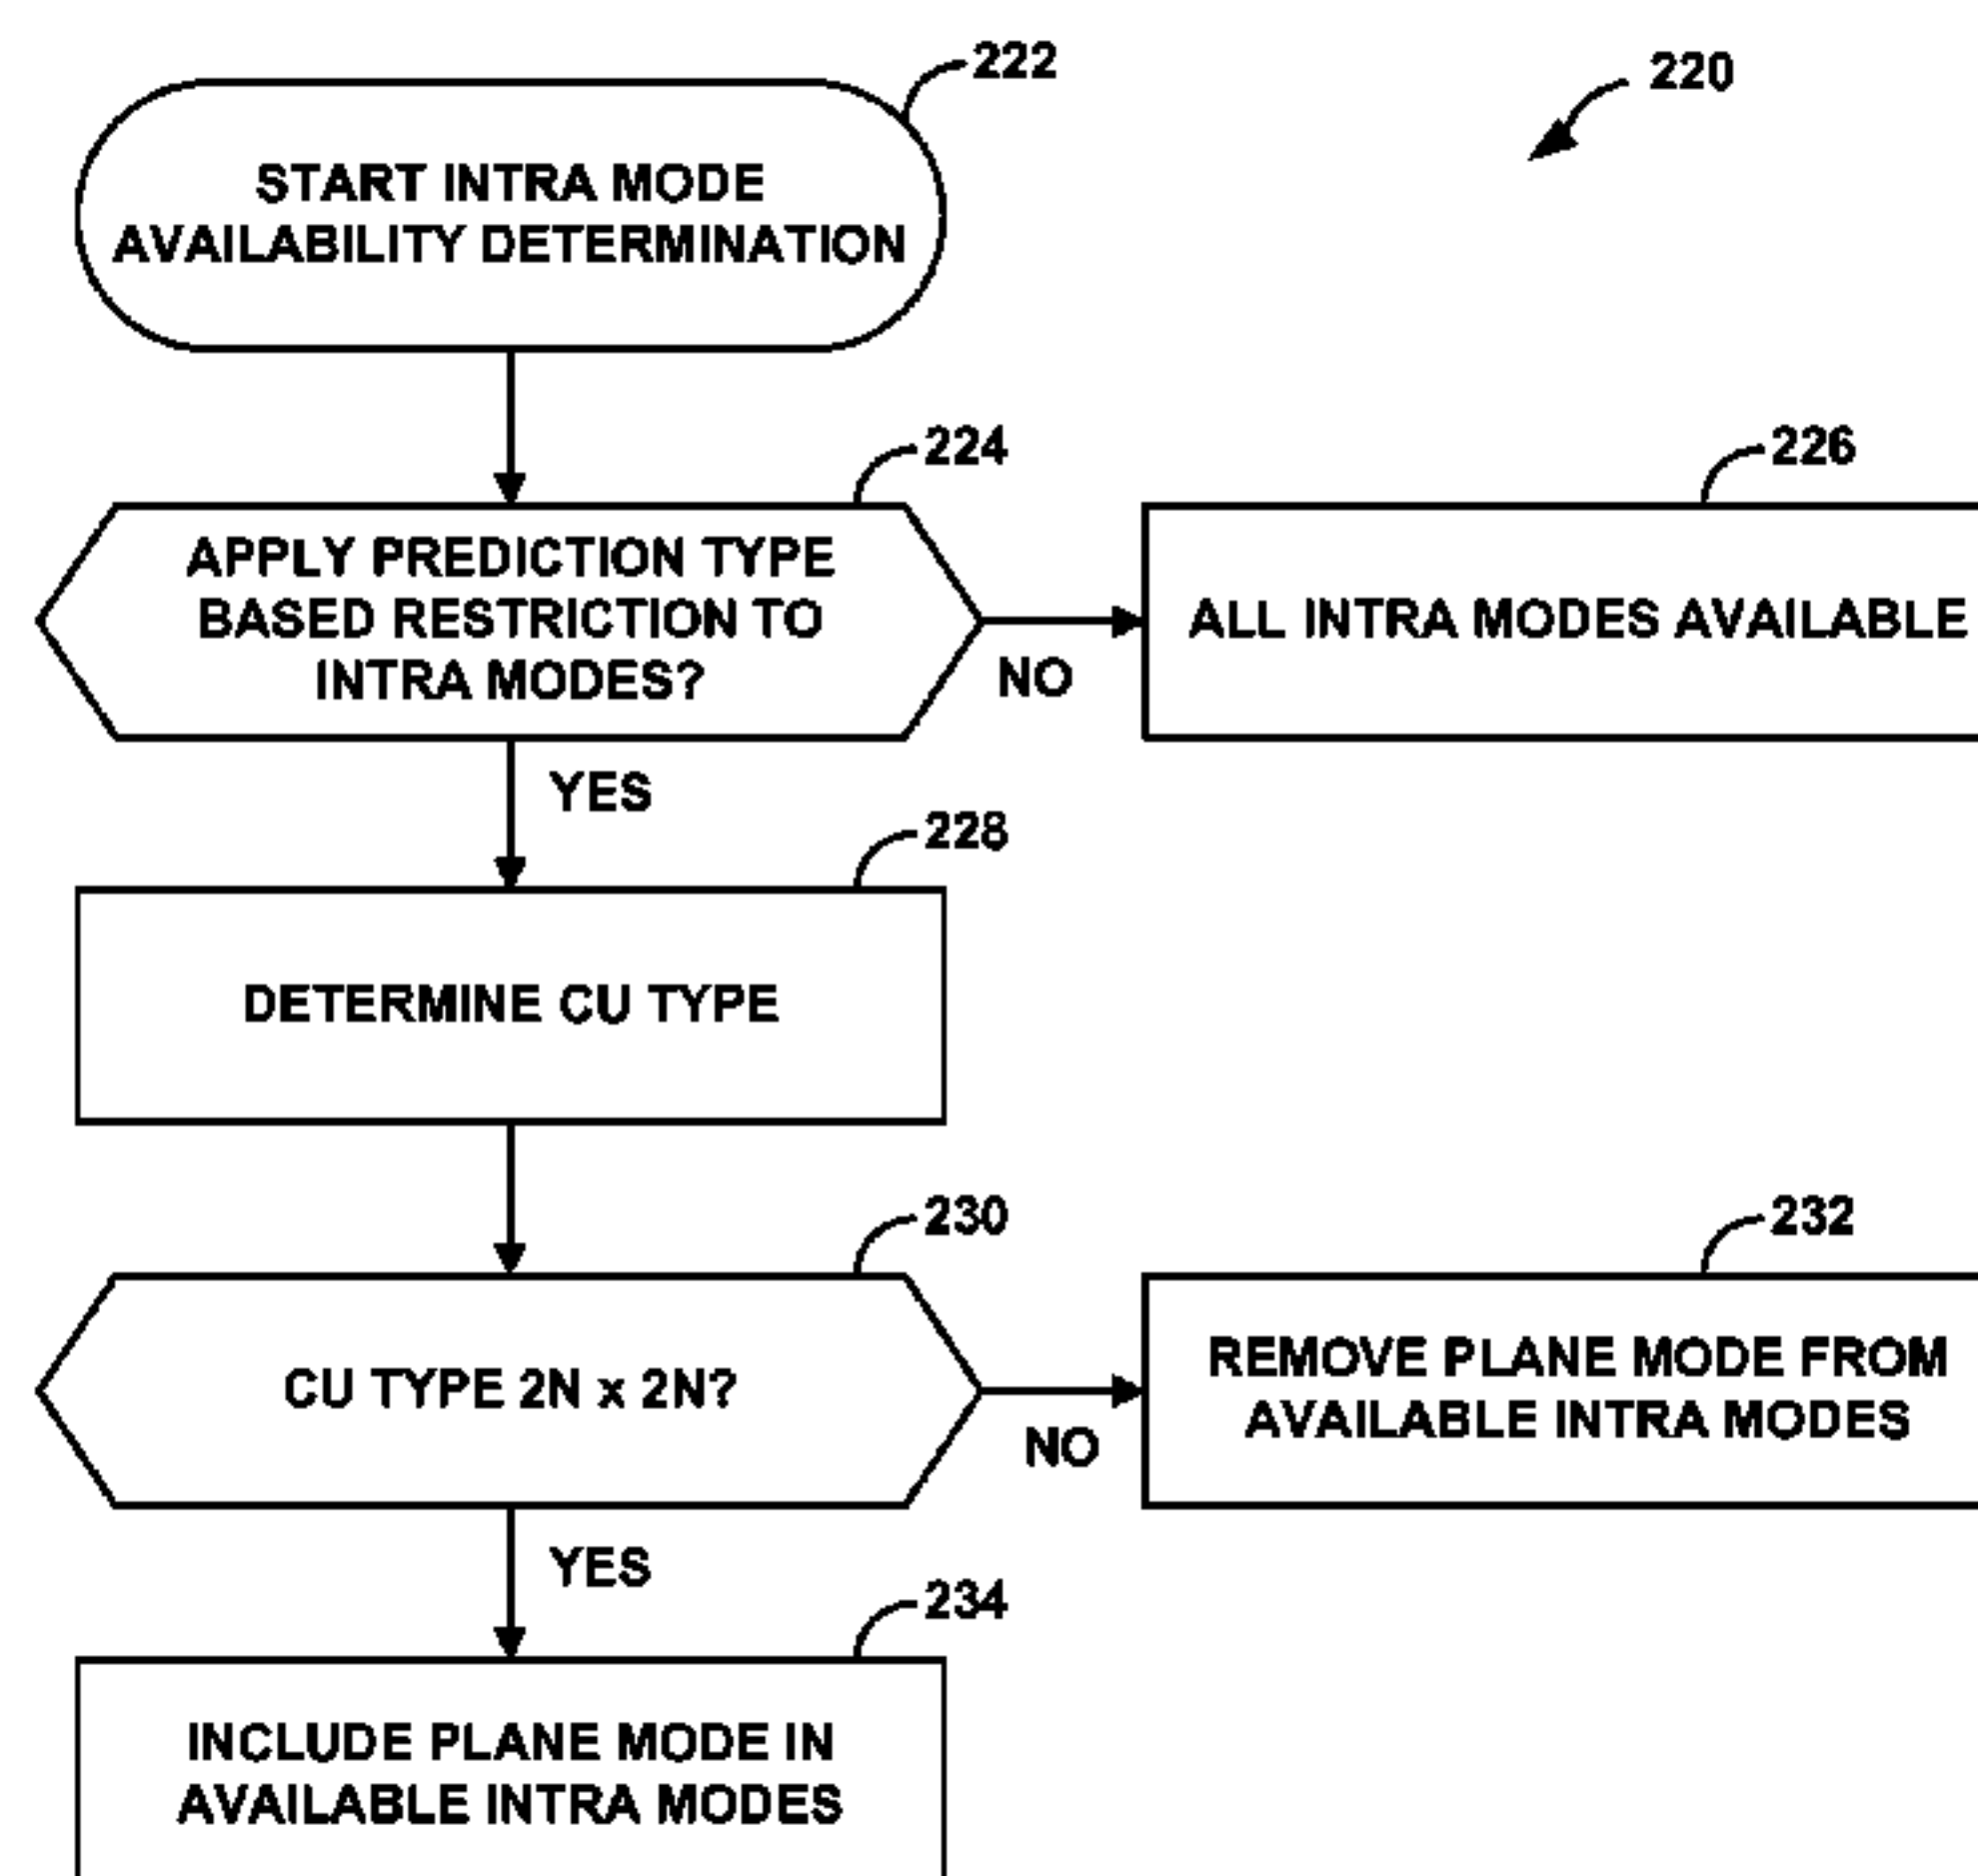 222
220
START INTRA MODE
AVAILABILITY DETERMINATION
224
226
APPLY PREDICTION TYPE
BASED RESTRICTION TO
INTRA MODES?
ALL INTRA MODES AVAILABLE
NO
YES
228
DETERMINE CU TYPE
230
232
CU TYPE 2N x 2N?
REMOVE PLANE MODE FROM
AVAILABLE INTRA MODES
NO
YES
234
INCLUDE PLANE MODE IN
AVAILABLE INTRA MODES